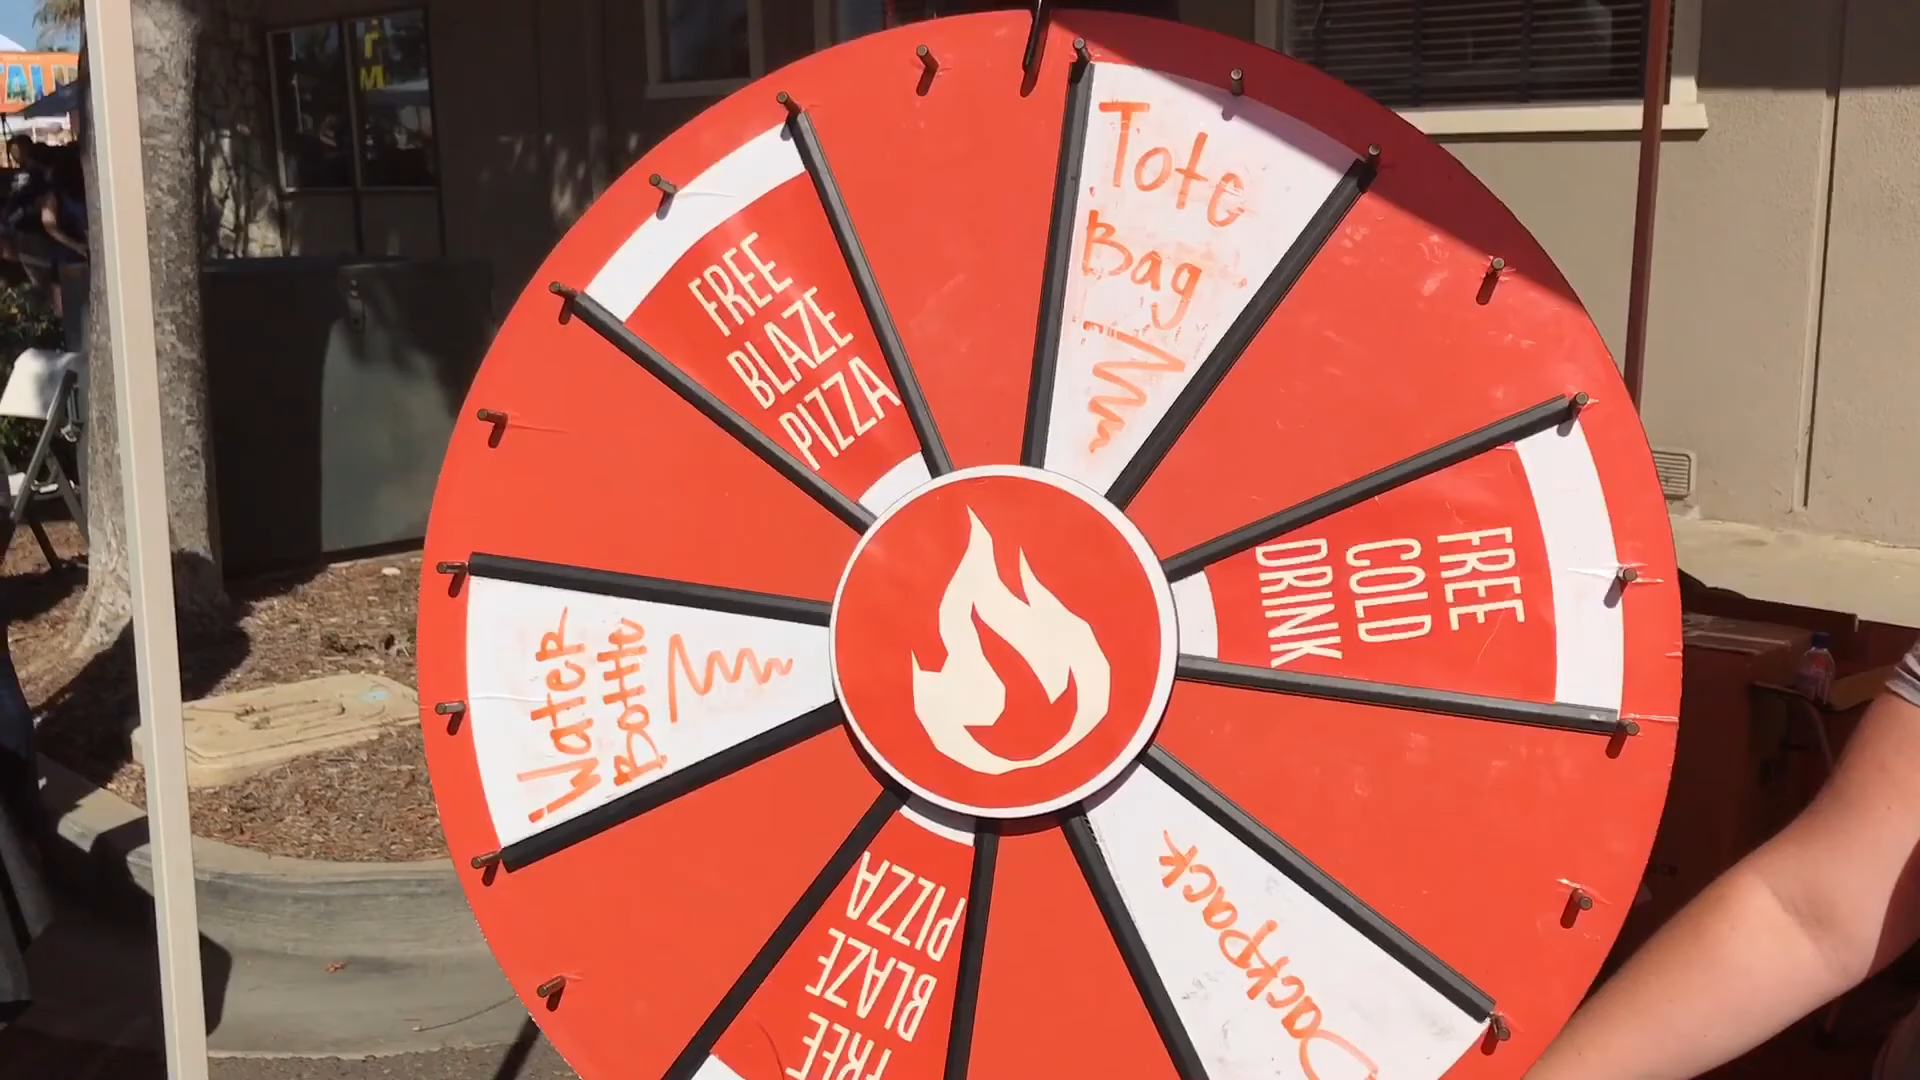 Tote
Bag
FREE
BLAZE
PIZZA
FREE
COLD
DRINK
Water
Bottle
Backpack
FREE
BLAZE
PIZZA